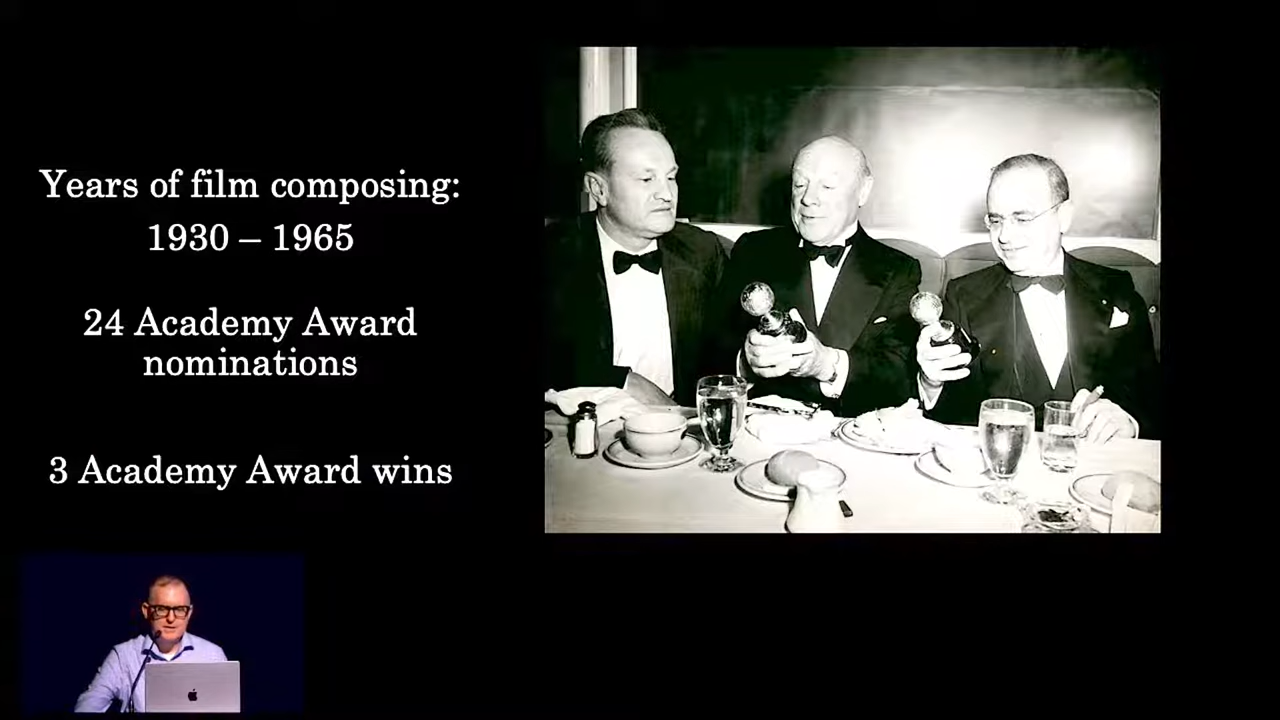 Years of film composing:
1930 – 1965
24 Academy Award
nominations
3 Academy Award wins